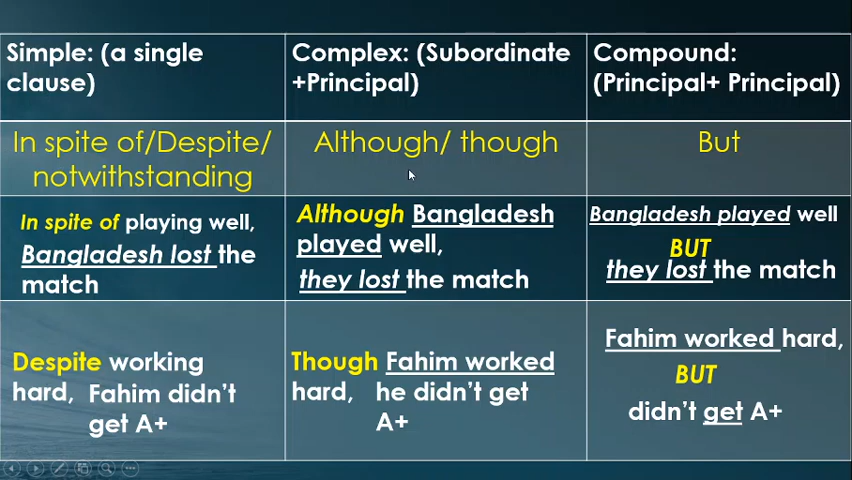 Simple: (a single
clause)
Complex: (Subordinate
+Principal)
Compound:
(Principal+ Principal)
In spite of/Despite/
notwithstanding
Although/ though
But
In spite of playing well,
Bangladesh lost the
match
Although Bangladesh
played well,
they lost the match
Bangladesh played well
BUT
they lost the match
Despite working
hard, Fahim didn't
get A+
Though Fahim worked
hard, he didn't get
A+
Fahim worked hard,
BUT
didn't get A+